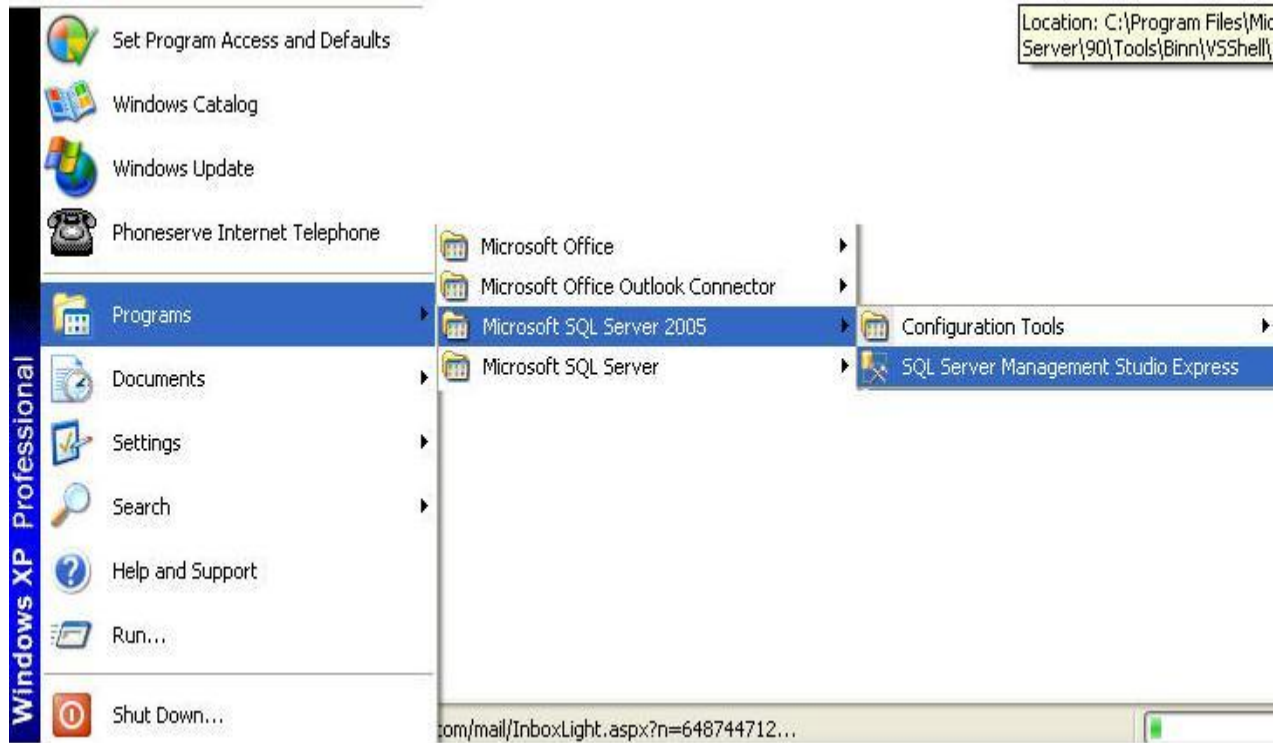 Set Program Access and Defaults
Windows Catalog
Windows Update
Phoneserve Internet Telephone
Programs
Documents
Settings
Search
Help and Support
Run...
Shut Down...
Windows XP Professional
Microsoft Office
Microsoft Office Outlook Connector
Microsoft SQL Server 2005
Microsoft SQL Server
Configuration Tools
SQL Server Management Studio Express
Location: C:\Program Files\Mic
Server\90\Tools\Binn\VSShell\
com/mail/InboxLight.aspx?n=648744712...